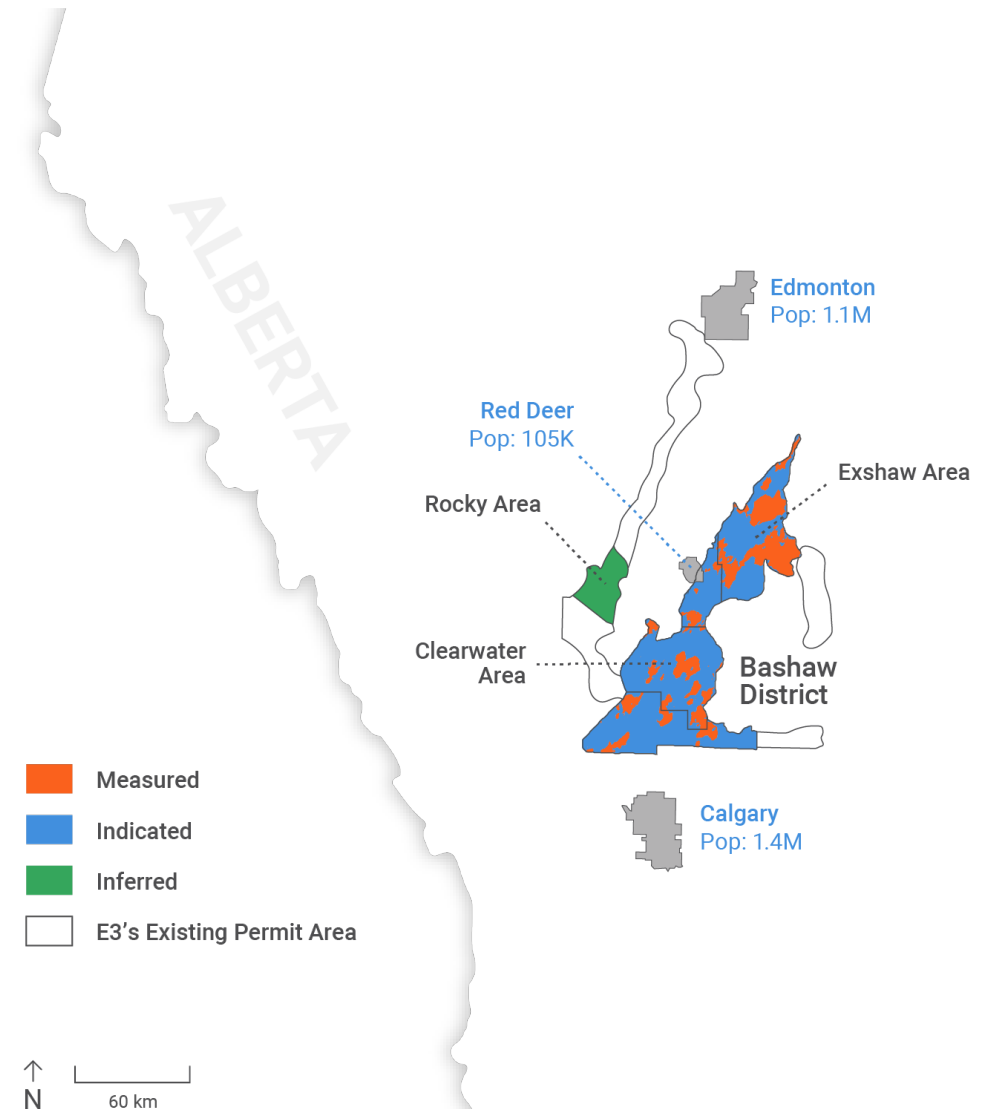 ALBERTA
Edmonton
Pop: 1.1M
Red Deer
Pop: 105K
Exshaw Area
Rocky Area
Clearwater
Area
Bashaw
District
Measured
Indicated
Inferred
E3’s Existing Permit Area
Calgary
Pop: 1.4M
N
60 km